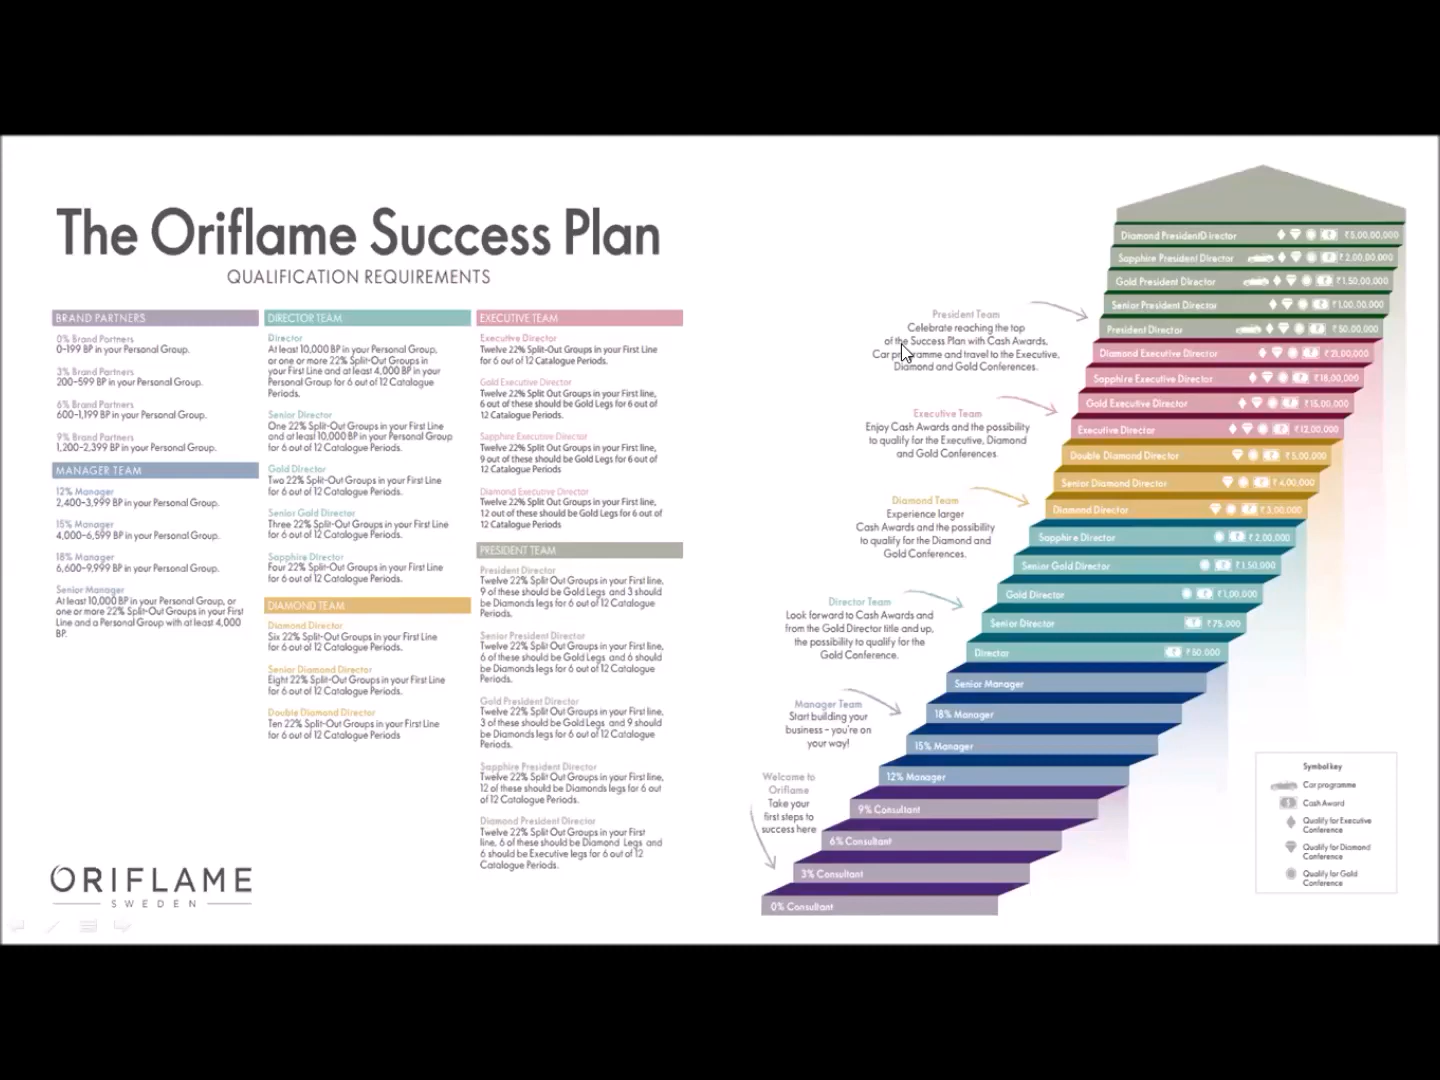 The Oriflame Success Plan
QUALIFICATION REQUIREMENTS
BRAND PARTNERS
0% Brand Partners
0-199 BP in your Personal Group.
3% Brand Partners
200-599 BP in your Personal Group.
6% Brand Partners
600-1,199 BP in your Personal Group.
9% Brand Partners
1,200-2,399 BP in your Personal Group.
MANAGER TEAM
12% Manager
2,400-3,999 BP in your Personal Group.
15% Manager
4,000-6,599 BP in your Personal Group.
18% Manager
6,600-9,999 BP in your Personal Group.
Senior Manager
At least 10,000 BP in your Personal Group, or
one or more 22% Split-Out Groups in your First
Line and a Personal Group with at least 4,000
BP.
DIRECTOR TEAM
Director
At least 10,000 BP in your Personal Group,
or one or more 22% Split-Out Groups in
your First Line and at least 4,000 BP in your
Personal Group for 6 out of 12 Catalogue
Periods.
Senior Director
One 22% Split-Out Groups in your First Line
and at least 10,000 BP in your Personal Group
for 6 out of 12 Catalogue Periods.
Gold Director
Two 22% Split-Out Groups in your First Line
for 6 out of 12 Catalogue Periods.
Senior Gold Director
Three 22% Split-Out Groups in your First Line
for 6 out of 12 Catalogue Periods.
Sapphire Director
Four 22% Split-Out Groups in your First Line
for 6 out of 12 Catalogue Periods.
DIAMOND TEAM
Diamond Director
Six 22% Split-Out Groups in your First Line
for 6 out of 12 Catalogue Periods.
Senior Diamond Director
Eight 22% Split-Out Groups in your First Line
for 6 out of 12 Catalogue Periods.
Double Diamond Director
Ten 22% Split-Out Groups in your First Line
for 6 out of 12 Catalogue Periods
EXECUTIVE TEAM
Executive Director
Twelve 22% Split-Out Groups in your First Line
for 6 out of 12 Catalogue Periods.
Gold Executive Director
Twelve 22% Split-Out Groups in your First line,
6 out of these should be Gold Legs for 6 out of
12 Catalogue Periods.
Sapphire Executive Director
Twelve 22% Split-Out Groups in your First line,
9 out of these should be Gold Legs for 6 out of
12 Catalogue Periods
Diamond Executive Director
Twelve 22% Split-Out Groups in your First line,
12 out of these should be Gold Legs for 6 out of
12 Catalogue Periods
PRESIDENT TEAM
President Director
Twelve 22% Split Out Groups in your First line,
9 of these should be Gold Legs and 3 should
be Diamonds legs for 6 out of 12 Catalogue
Periods.
Senior President Director
Twelve 22% Split Out Groups in your First line,
6 of these should be Gold Legs and 6 should
be Diamonds legs for 6 out of 12 Catalogue
Periods.
Gold President Director
Twelve 22% Split Out Groups in your First line,
3 of these should be Gold Legs and 9 should
be Diamonds legs for 6 out of 12 Catalogue
Periods.
Sapphire President Director
Twelve 22% Split Out Groups in your First line,
12 of these should be Diamonds legs for 6 out
of 12 Catalogue Periods.
Diamond President Director
Twelve 22% Split Out Groups in your First
line, 6 of these should be Diamond Legs and
6 should be Executive legs for 6 out of 12
Catalogue Periods.
ORIFLAME
SWEDEN
President Team
Celebrate reaching the top
of the Success Plan with Cash Awards,
Car programme and travel to the Executive,
Diamond and Gold Conferences.
Executive Team
Enjoy Cash Awards and the possibility
to qualify for the Executive, Diamond
and Gold Conferences.
Diamond Team
Experience larger
Cash Awards and the possibility
to qualify for the Diamond and
Gold Conferences.
Director Team
Look forward to Cash Awards and
from the Gold Director title and up,
the possibility to qualify for the
Gold Conference.
Manager Team
Start building your
business - you're on
your way!
Welcome to
Oriflame
Take your
first steps to
success here
Diamond PresidentDirector ₹5,00,00,000
Sapphire President Director ₹2,00,00,000
Gold President Director ₹1,50,00,000
Senior President Director ₹1,00,00,000
President Director ₹50,00,000
Diamond Executive Director ₹21,00,000
Sapphire Executive Director ₹18,00,000
Gold Executive Director ₹15,00,000
Executive Director ₹12,00,000
Double Diamond Director ₹5,00,000
Senior Diamond Director ₹4,00,000
Diamond Director ₹3,00,000
Sapphire Director ₹2,00,000
Senior Gold Director ₹1,50,000
Gold Director ₹1,00,000
Senior Director ₹75,000
Director ₹50,000
Senior Manager
18% Manager
15% Manager
12% Manager
9% Consultant
6% Consultant
3% Consultant
0% Consultant
Symbol key
Car programme
Cash Award
Qualify for Executive
Conference
Qualify for Diamond
Conference
Qualify for Gold
Conference